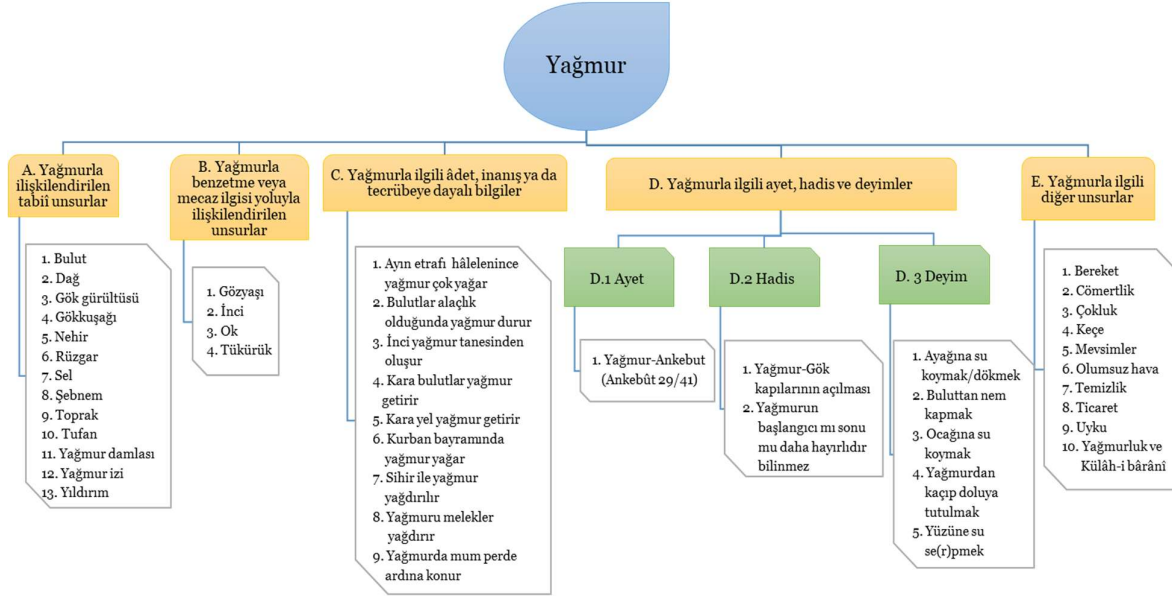 Yağmur
A. Yağmurla
ilişkilendirilen
tabiî unsurlar
1. Bulut
2. Dağ
3. Gök gürültüsü
4. Gökkuşağı
5. Nehir
6. Rüzgar
7. Sel
8. Şebnem
9. Toprak
10. Tufan
11. Yağmur damlası
12. Yağmur izi
13. Yıldırım
B. Yağmurla
benzetme veya
mecaz ilgisi yoluyla
ilişkilendirilen
unsurlar
1. Gözyaşı
2. İnci
3. Ok
4. Tükürük
C. Yağmurla ilgili âdet, inanış ya da
tecrübeye dayalı bilgiler
1. Ayın etrafı hâlelenince
yağmur çok yağar
2. Bulutlar alaçlık
olduğunda yağmur durur
3. İnci yağmur tanesinden
oluşur
4. Kara bulutlar yağmur
getirir
5. Kara yel yağmur getirir
6. Kurban bayramında
yağmur yağar
7. Sihir ile yağmur
yağdırılır
8. Yağmuru melekler
yağdırır
9. Yağmurda mum perde
ardına konur
D. Yağmurla ilgili ayet, hadis ve deyimler
D.1 Ayet
1. Yağmur-Ankebut
(Ankebût 29/41)
D.2 Hadis
1. Yağmur-Gök
kapılarının açılması
2. Yağmurun
başlangıcı mı sonu
mu daha hayırlıdır
bilinmez
D. 3 Deyim
1. Ayağına su
koymak/dökmek
2. Buluttan nem
kapmak
3. Ocağına su
koymak
4. Yağmurdan
kaçıp doluya
tutulmak
5. Yüzüne su
se(r)pmek
E. Yağmurla ilgili
diğer unsurlar
1. Bereket
2. Cömertlik
3. Çokluk
4. Keçe
5. Mevsimler
6. Olumsuz hava
7. Temizlik
8. Ticaret
9. Uyku
10. Yağmurluk ve
Külâh-i bârânî